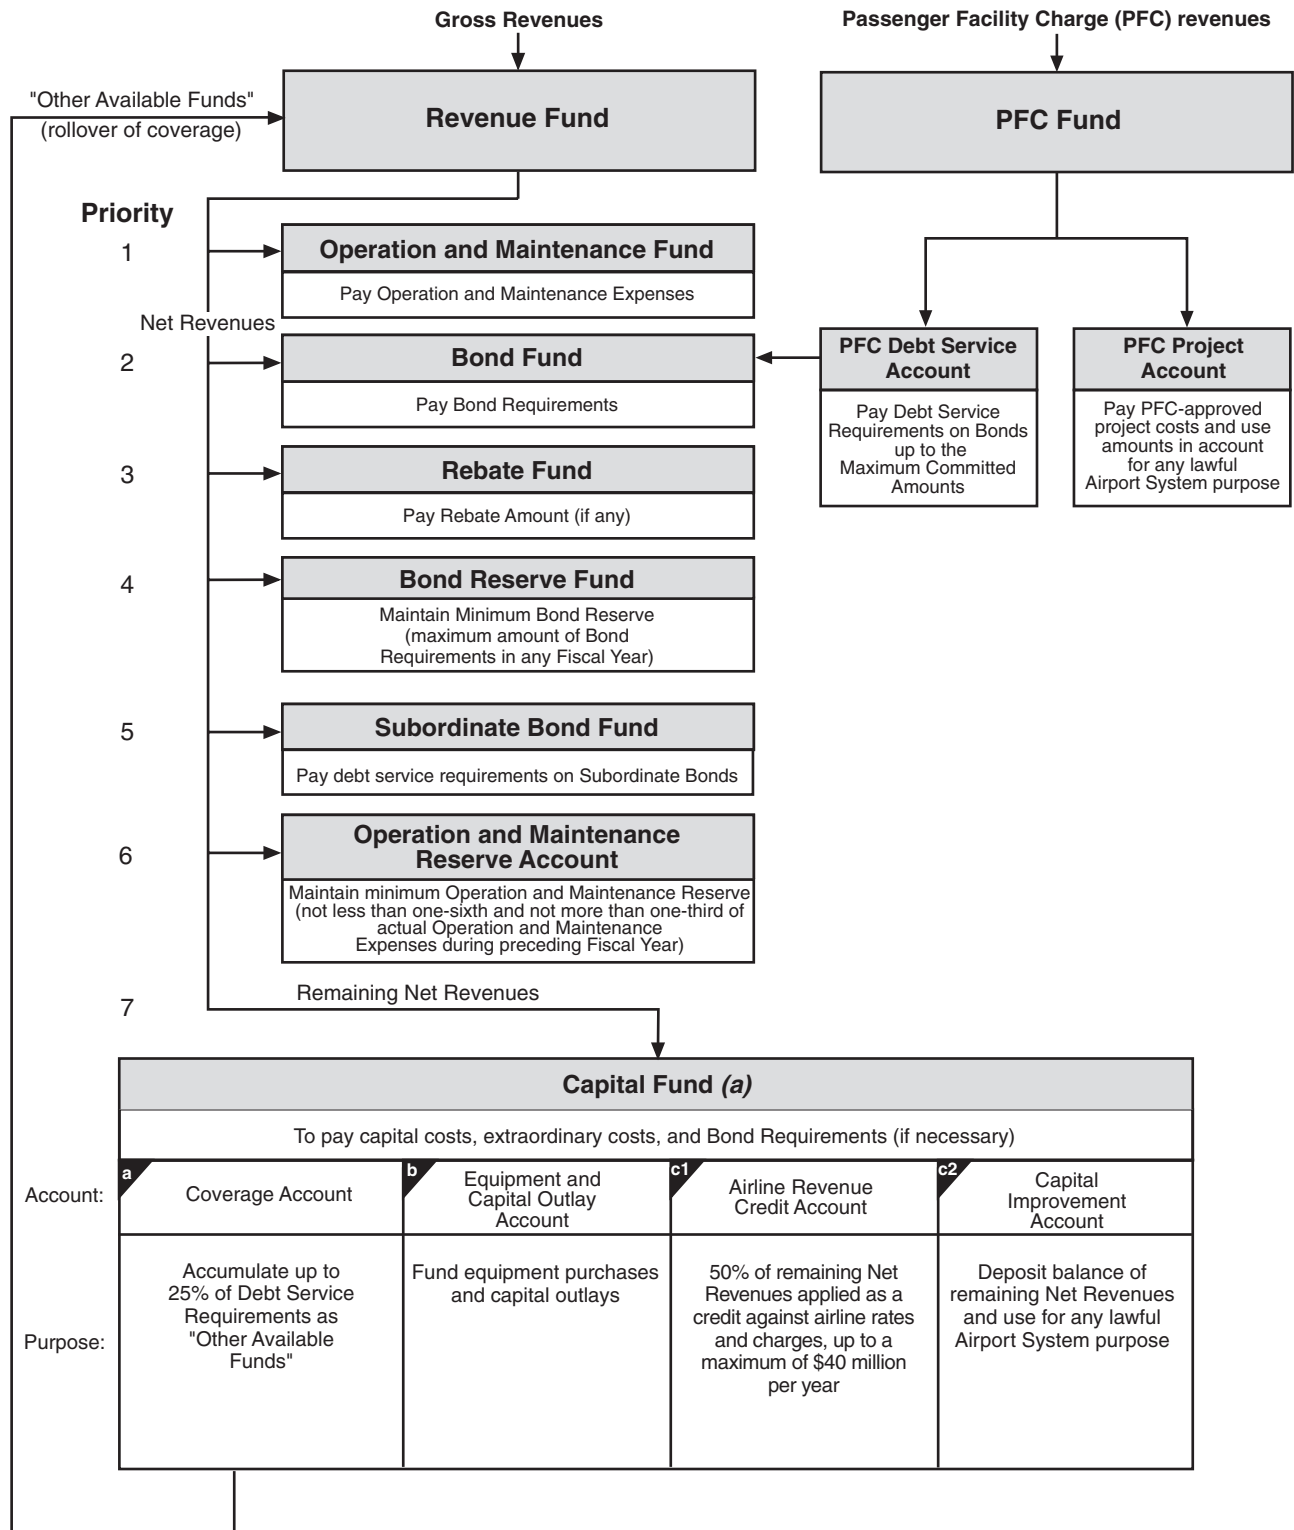 Gross Revenues
Passenger Facility Charge (PFC) revenues
"Other Available Funds"
(rollover of coverage)
Revenue Fund
PFC Fund
Priority
1
Operation and Maintenance Fund
Pay Operation and Maintenance Expenses
Net Revenues
2
Bond Fund
Pay Bond Requirements
PFC Debt Service
Account
Pay Debt Service
Requirements on Bonds
up to the
Maximum Committed
Amounts
PFC Project
Account
Pay PFC-approved
project costs and use
amounts in account
for any lawful
Airport System purpose
3
Rebate Fund
Pay Rebate Amount (if any)
4
Bond Reserve Fund
Maintain Minimum Bond Reserve
(maximum amount of Bond
Requirements in any Fiscal Year)
5
Subordinate Bond Fund
Pay debt service requirements on Subordinate Bonds
6
Operation and Maintenance
Reserve Account
Maintain minimum Operation and Maintenance Reserve
(not less than one-sixth and not more than one-third of
actual Operation and Maintenance
Expenses during preceding Fiscal Year)
7
Remaining Net Revenues
Capital Fund (a)
To pay capital costs, extraordinary costs, and Bond Requirements (if necessary)
Account:
a
Coverage Account
b
Equipment and
Capital Outlay
Account
c1
Airline Revenue
Credit Account
c2
Capital
Improvement
Account
Purpose:
Accumulate up to
25% of Debt Service
Requirements as
"Other Available
Funds"
Fund equipment purchases
and capital outlays
50% of remaining Net
Revenues applied as a
credit against airline rates
and charges, up to a
maximum of $40 million
per year
Deposit balance of
remaining Net Revenues
and use for any lawful
Airport System purpose